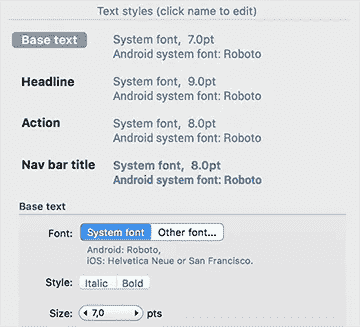 Text styles (click name to edit)
Base text
System font, 7.0pt
Android system font: Roboto
Headline
System font, 9.0pt
Android system font: Roboto
Action
System font, 8.0pt
Android system font: Roboto
Nav bar title
System font, 8.0pt
Android system font: Roboto
Base text
Font: System font Other font...
Android: Roboto,
iOS: Helvetica Neue or San Francisco.
Style: Italic Bold
Size: 7,0 pts